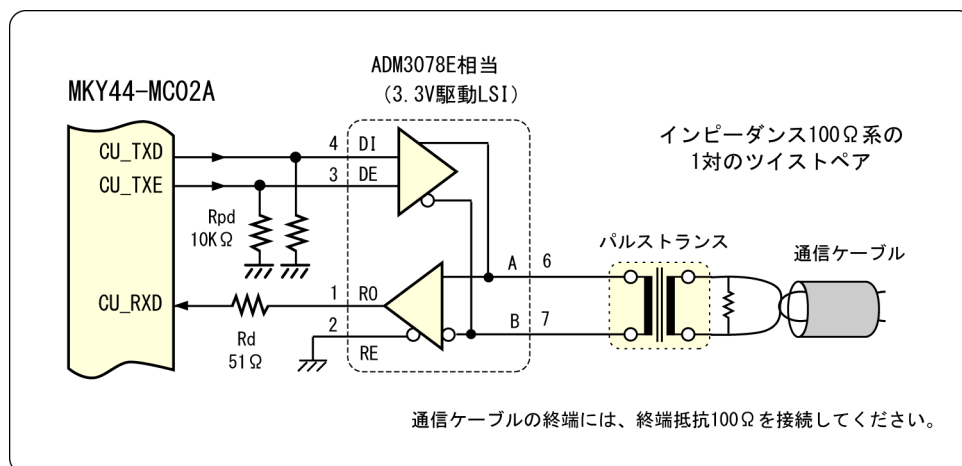 ADM3078E相当
（3.3V駆動LSI）
MKY44-MC02A
インピーダンス100Ω系の
1対のツイストペア
CU_TXD
4 DI
CU_TXE
3 DE
Rpd
10KΩ
パルストランス
通信ケーブル
A 6
CU_RXD
1 RO
B 7
2
Rd
51Ω
RE
通信ケーブルの終端には、終端抵抗100Ωを接続してください。